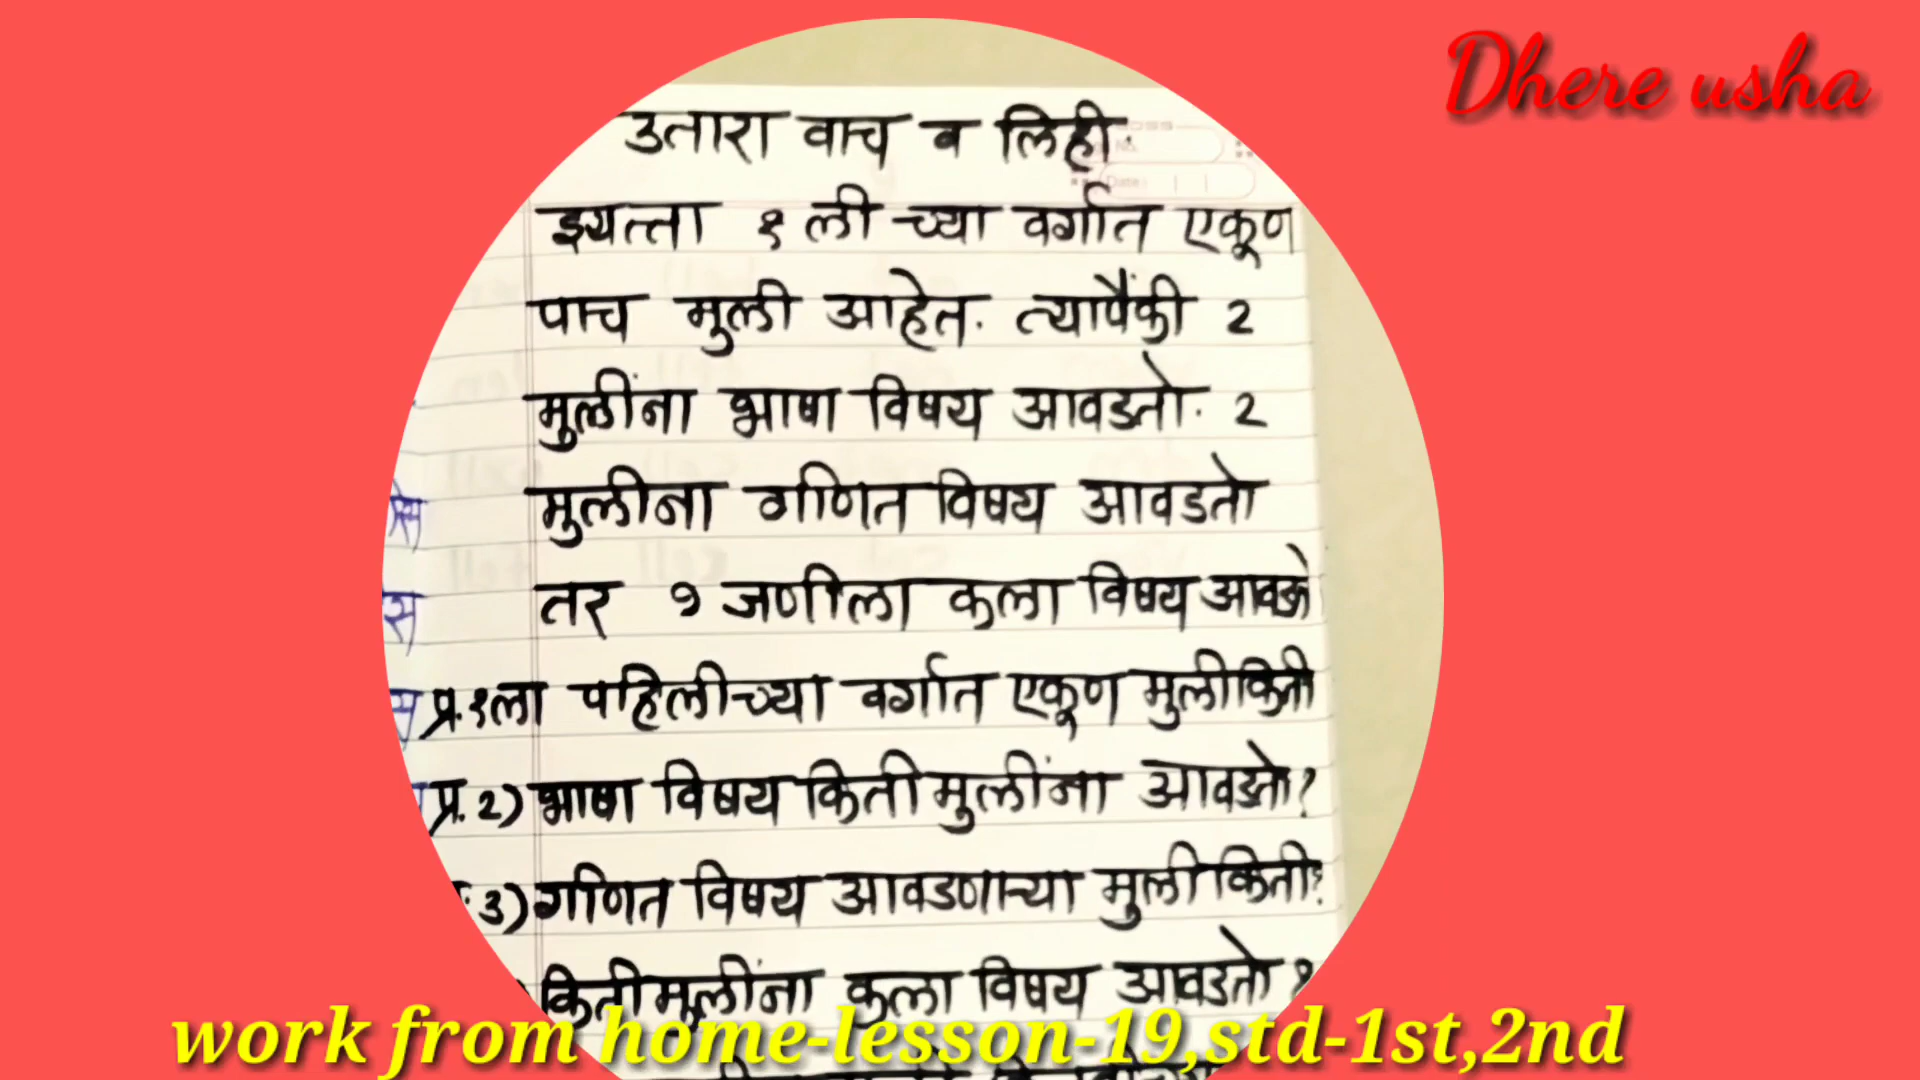 Dhere usha
उतारा वाच व लिही.
इयत्ता १ ली च्या वर्गात एकूण
पाच मुली आहेत. त्यापैंकी 2
मुलींना भाषा विषय आवडतो. 2
मुलीना गणित विषय आवडतो
तर १ जणीला कला विषय आवडतो
प्र.१ला पहिलीच्या वर्गात एकूण मुली किती
प्र.2) भाषा विषय किती मुलींना आवडतो?
3) गणित विषय आवडणाऱ्या मुली किती?
किती मुलींना कला विषय आवडतो ?
work from home-lesson-19,std-1st,2nd